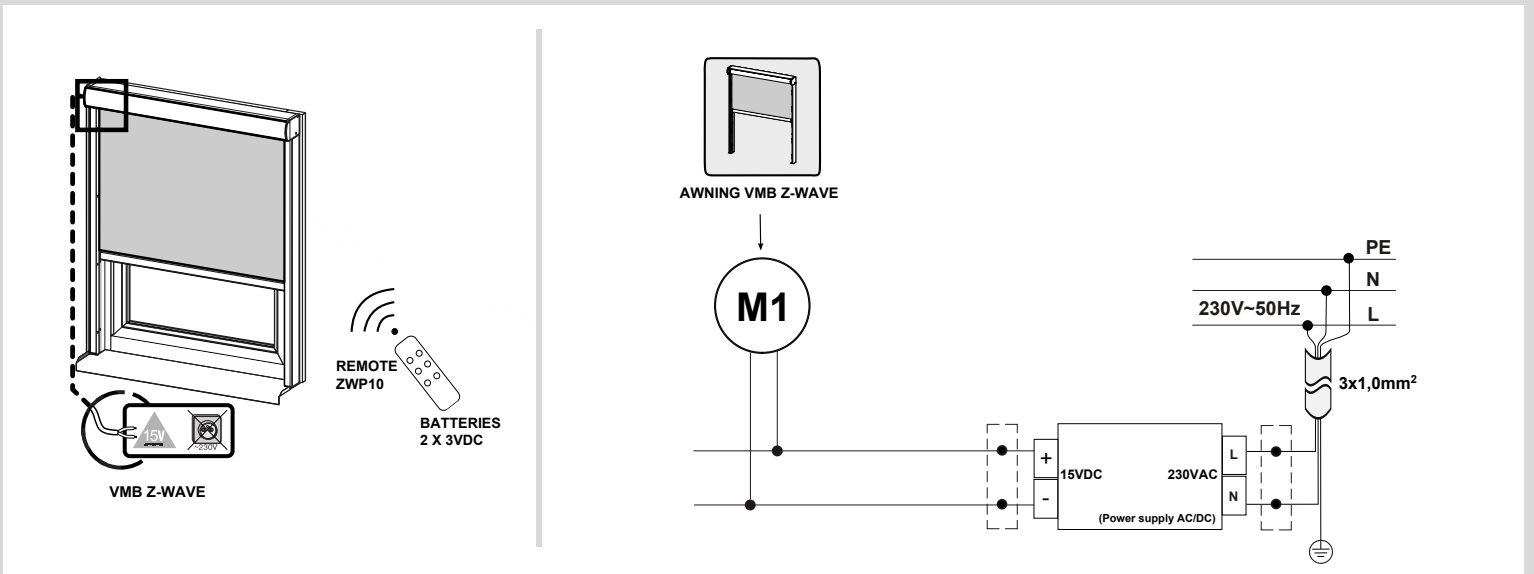 REMOTE
ZWP10
BATTERIES
2 X 3VDC
15V
~230V
VMB Z-WAVE
AWNING VMB Z-WAVE
M1
PE
N
230V~50Hz
L
3x1,0mm²
+
15VDC
230VAC
L
-
N
(Power supply AC/DC)